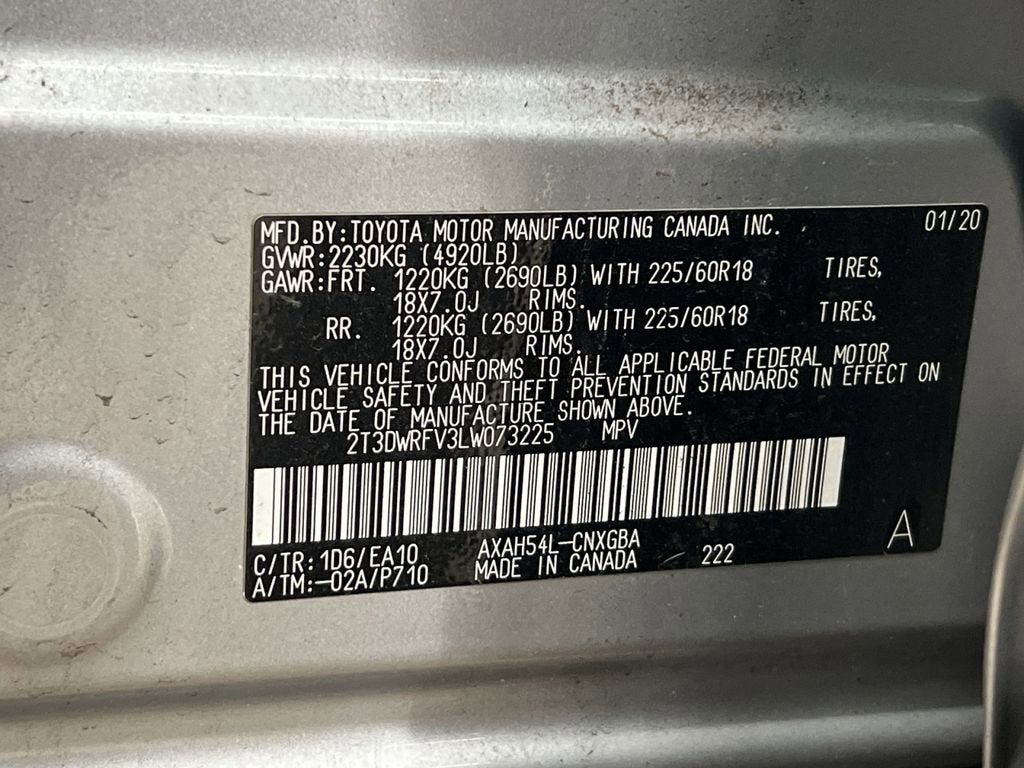 MFD.BY:TOYOTA MOTOR MANUFACTURING CANADA INC. 01/20
GVWR:2230KG (4920LB)
GAWR:FRT. 1220KG (2690LB) WITH 225/60R18 TIRES,
18X7.0J RIMS.
RR. 1220KG (2690LB) WITH 225/60R18 TIRES,
18X7.0J RIMS.
THIS VEHICLE CONFORMS TO ALL APPLICABLE FEDERAL MOTOR
VEHICLE SAFETY AND THEFT PREVENTION STANDARDS IN EFFECT ON
THE DATE OF MANUFACTURE SHOWN ABOVE.
2T3DWRFV3LW073225 MPV
C/TR:1D6/EA10 AXAH54L-CNXGBA
A/TM:-02A/P710 MADE IN CANADA 222 A